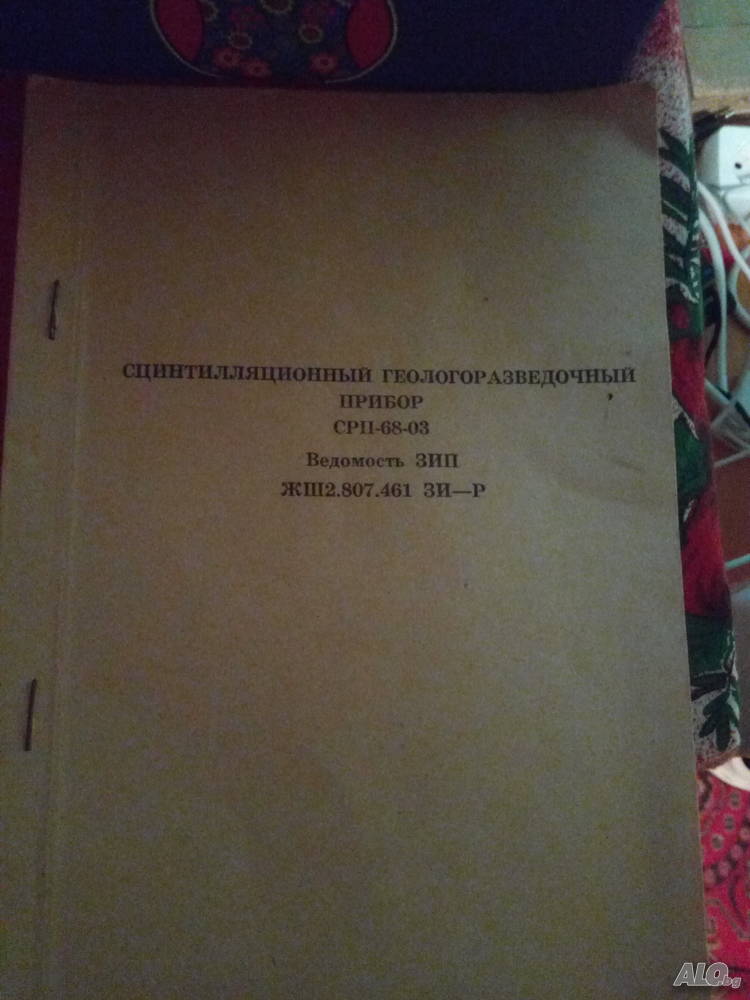 СЦИНТИЛЛЯЦИОННЫЙ ГЕОЛОГОРАЗВЕДОЧНЫЙ
ПРИБОР
СРП-68-03
Ведомость ЗИП
ЖШ2.807.461 ЗИ—Р
ALO.bg